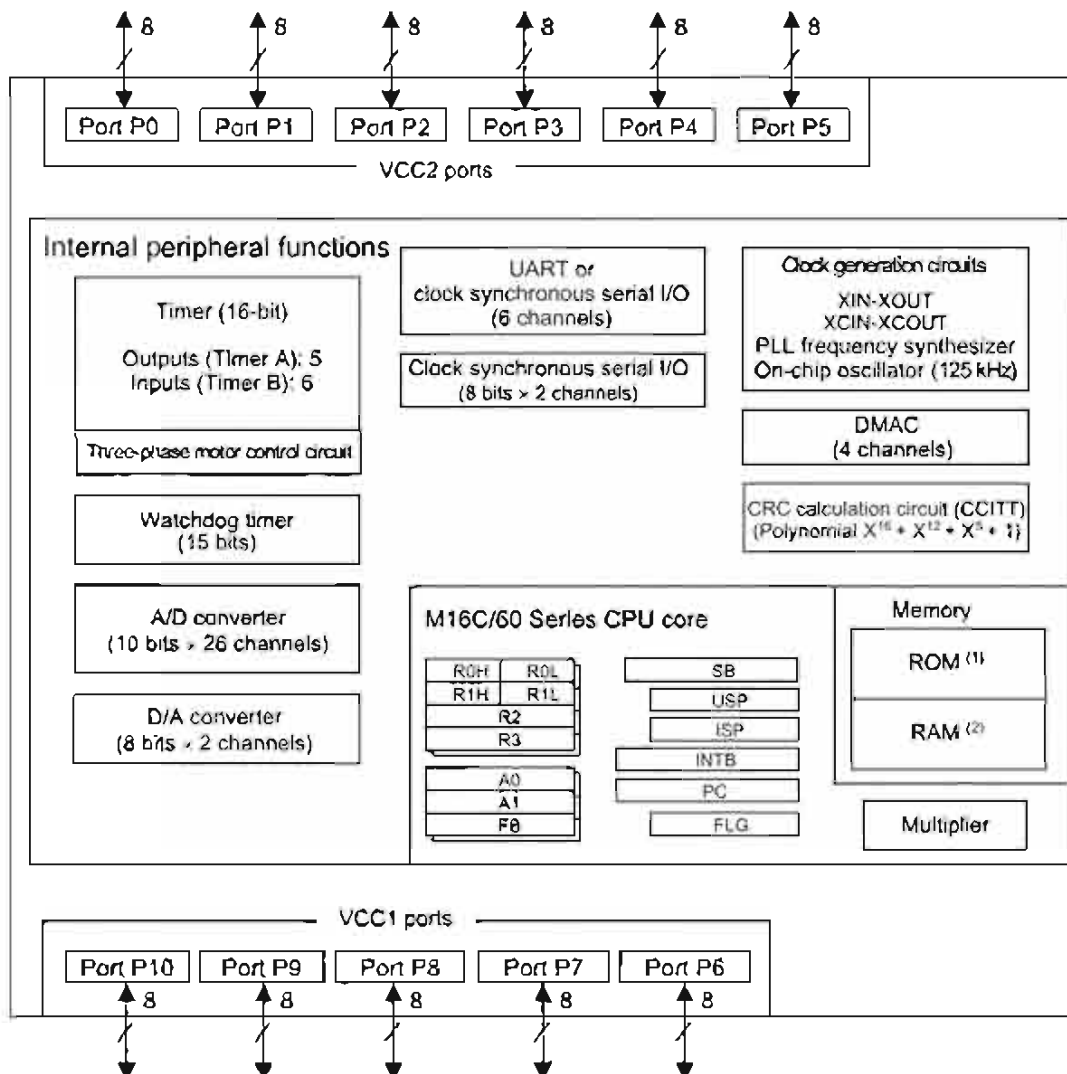 8 8 8 8 8 8
Port P0 Port P1 Port P2 Port P3 Port P4 Port P5
VCC2 ports
Internal peripheral functions
Timer (16-bit)
Outputs (Timer A): 5
Inputs (Timer B): 6
Three-phase motor control circuit
Watchdog timer
(15 bits)
A/D converter
(10 bits × 26 channels)
D/A converter
(8 bits × 2 channels)
UART or
clock synchronous serial I/O
(6 channels)
Clock synchronous serial I/O
(8 bits × 2 channels)
Clock generation circuits
XIN-XOUT
XCIN-XCOUT
PLL frequency synthesizer
On-chip oscillator (125 kHz)
DMAC
(4 channels)
CRC calculation circuit (CCITT)
(Polynomial X¹⁶ + X¹² + X⁵ + 1)
M16C/60 Series CPU core
R0H R0L
R1H R1L
R2
R3
A0
A1
FB
SB
USP
ISP
INTB
PC
FLG
Memory
ROM (1)
RAM (2)
Multiplier
VCC1 ports
Port P10 Port P9 Port P8 Port P7 Port P6
8 8 8 8 8